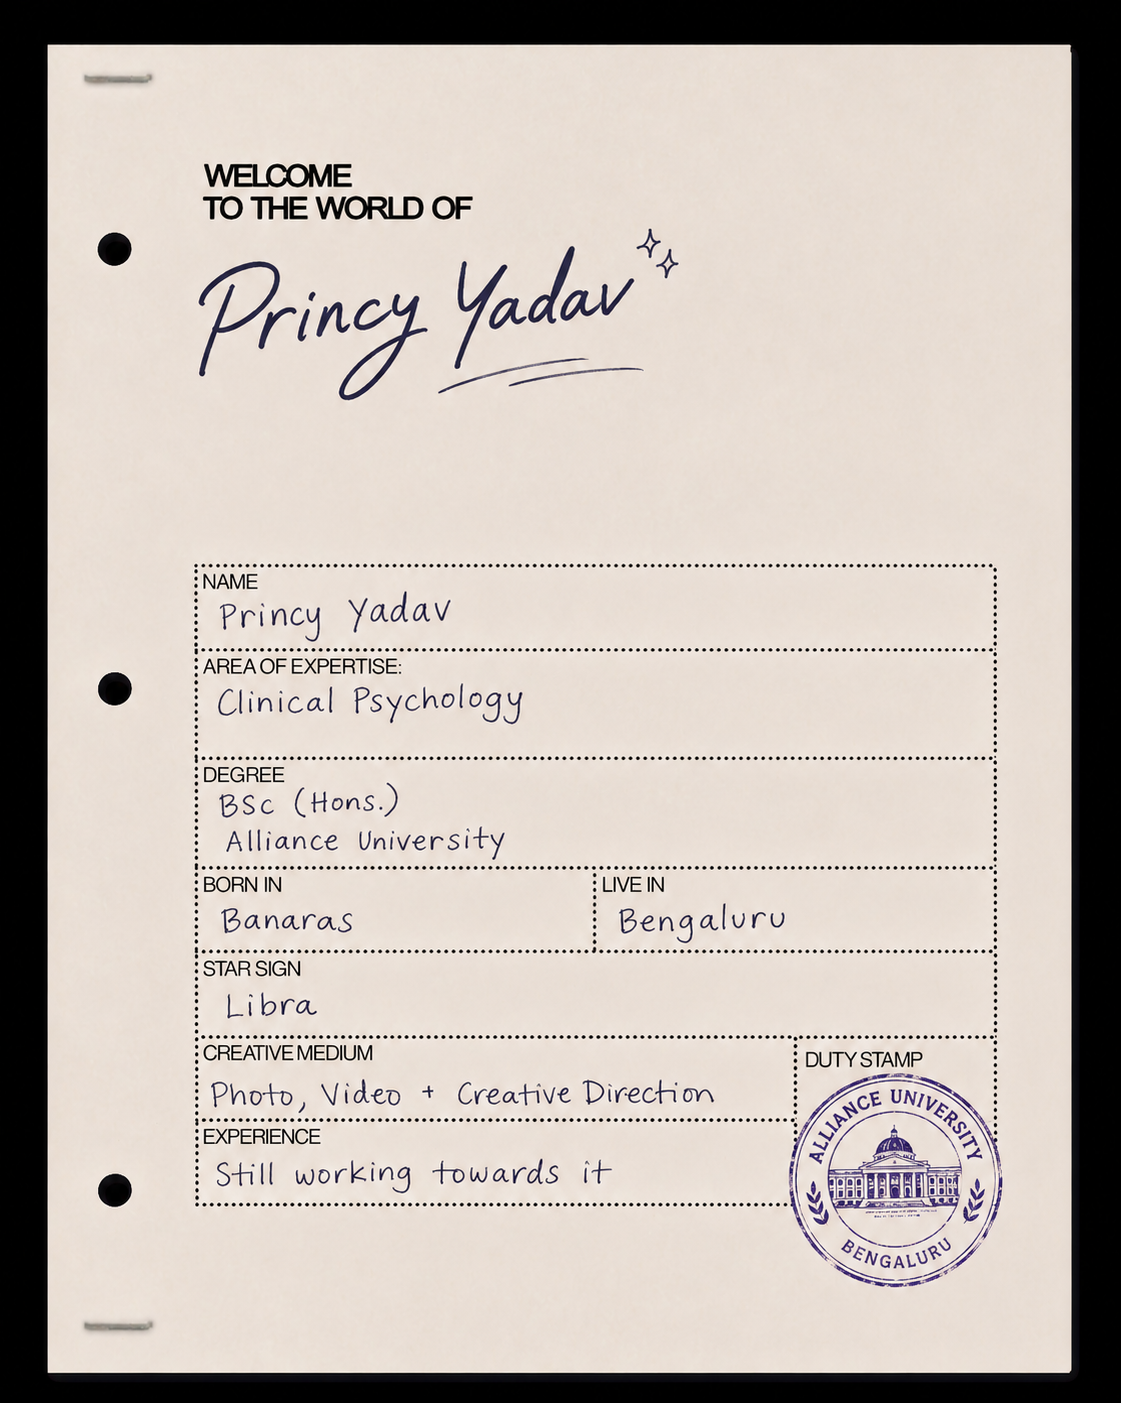 WELCOME
TO THE WORLD OF
Princy Yadav
NAME
Princy Yadav
AREA OF EXPERTISE:
Clinical Psychology
DEGREE
BSc (Hons.)
Alliance University
BORN IN
Banaras
LIVE IN
Bengaluru
STAR SIGN
Libra
CREATIVE MEDIUM
Photo, Video + Creative Direction
DUTY STAMP
ALLIANCE UNIVERSITY
BENGALURU
EXPERIENCE
Still working towards it